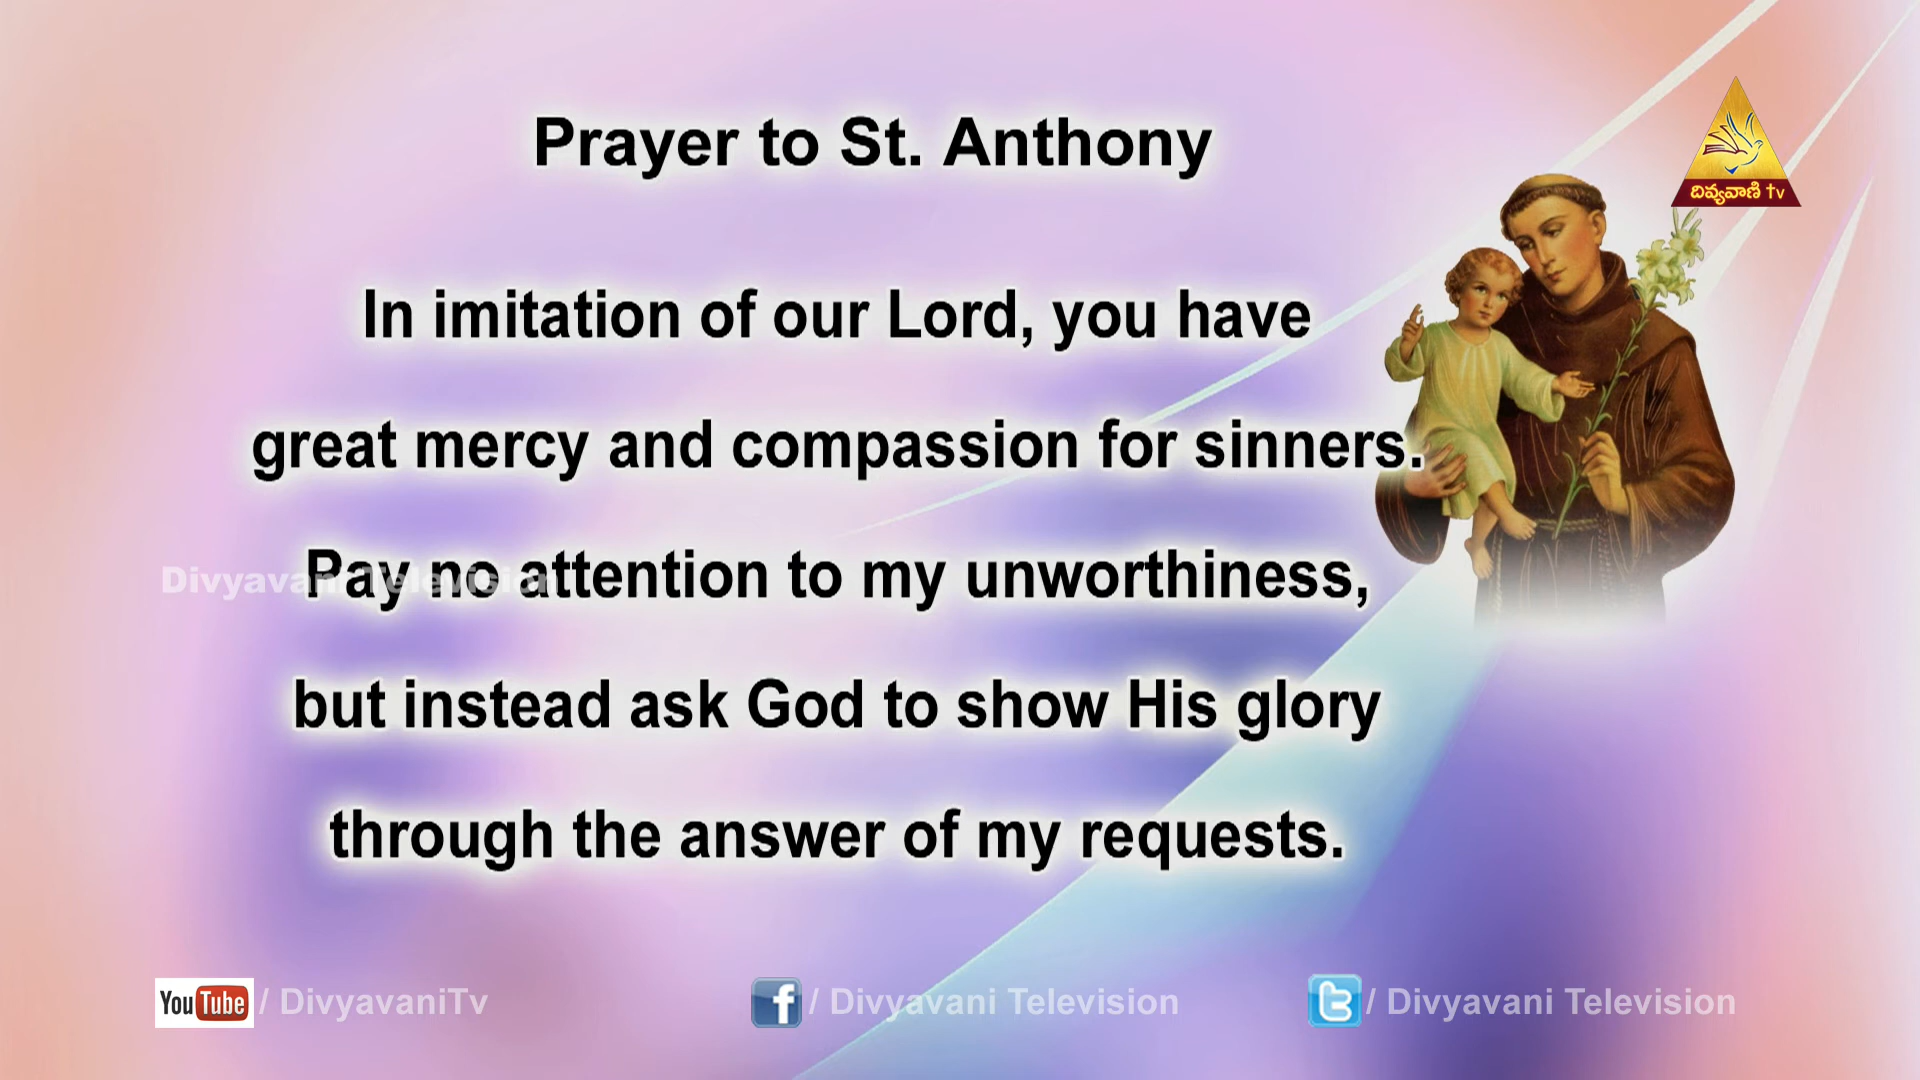 Prayer to St. Anthony
దివ్యవాణి tv
In imitation of our Lord, you have
great mercy and compassion for sinners.
Pay no attention to my unworthiness,
Divyavani Television
but instead ask God to show His glory
through the answer of my requests.
YouTube / DivyavaniTv
f / Divyavani Television
t / Divyavani Television